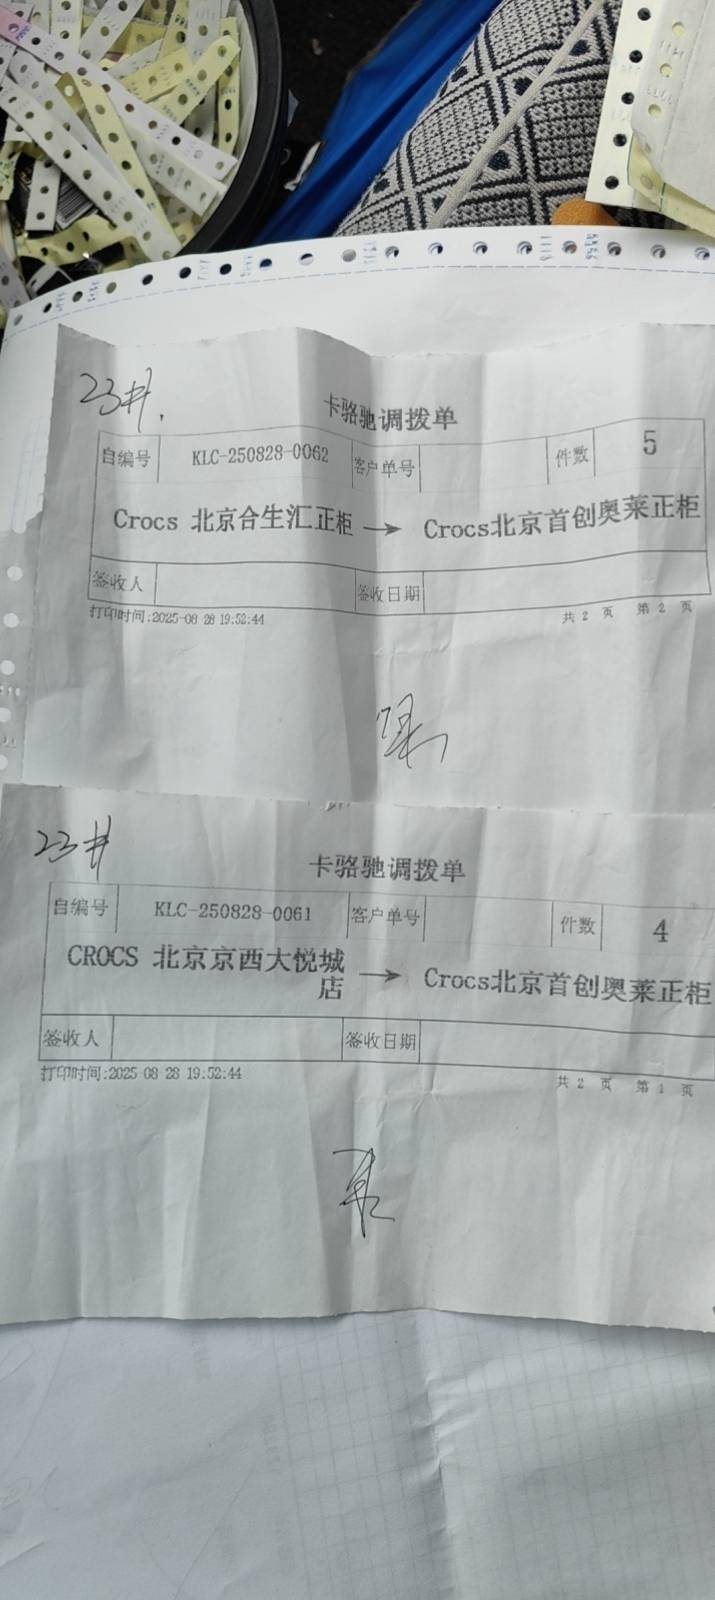 23#.
卡骆驰调拨单
自编号 KLC-250828-0062 客户单号 件数 5
Crocs 北京合生汇正柜 → Crocs北京首创奥莱正柜
签收人 签收日期
打印时间:2025-08 28 19:52:44 共 2 页 第 2 页
23#
卡骆驰调拨单
自编号 KLC-250828-0061 客户单号 件数 4
CROCS 北京京西大悦城店 → Crocs北京首创奥莱正柜
签收人 签收日期
打印时间:2025 08 28 19:52:44 共 2 页 第 1 页